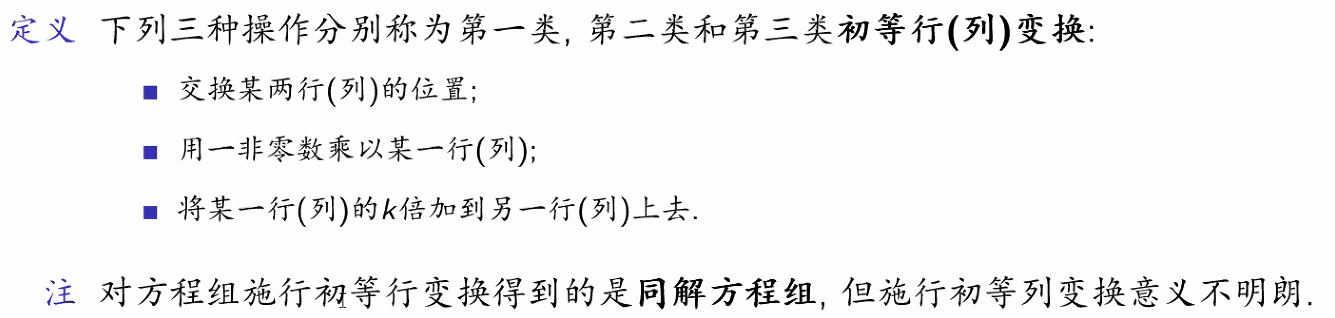 定义 下列三种操作分别称为第一类, 第二类和第三类初等行(列)变换:
■ 交换某两行(列)的位置;
■ 用一非零数乘以某一行(列);
■ 将某一行(列)的k倍加到另一行(列)上去.
注 对方程组施行初等行变换得到的是同解方程组, 但施行初等列变换意义不明朗.